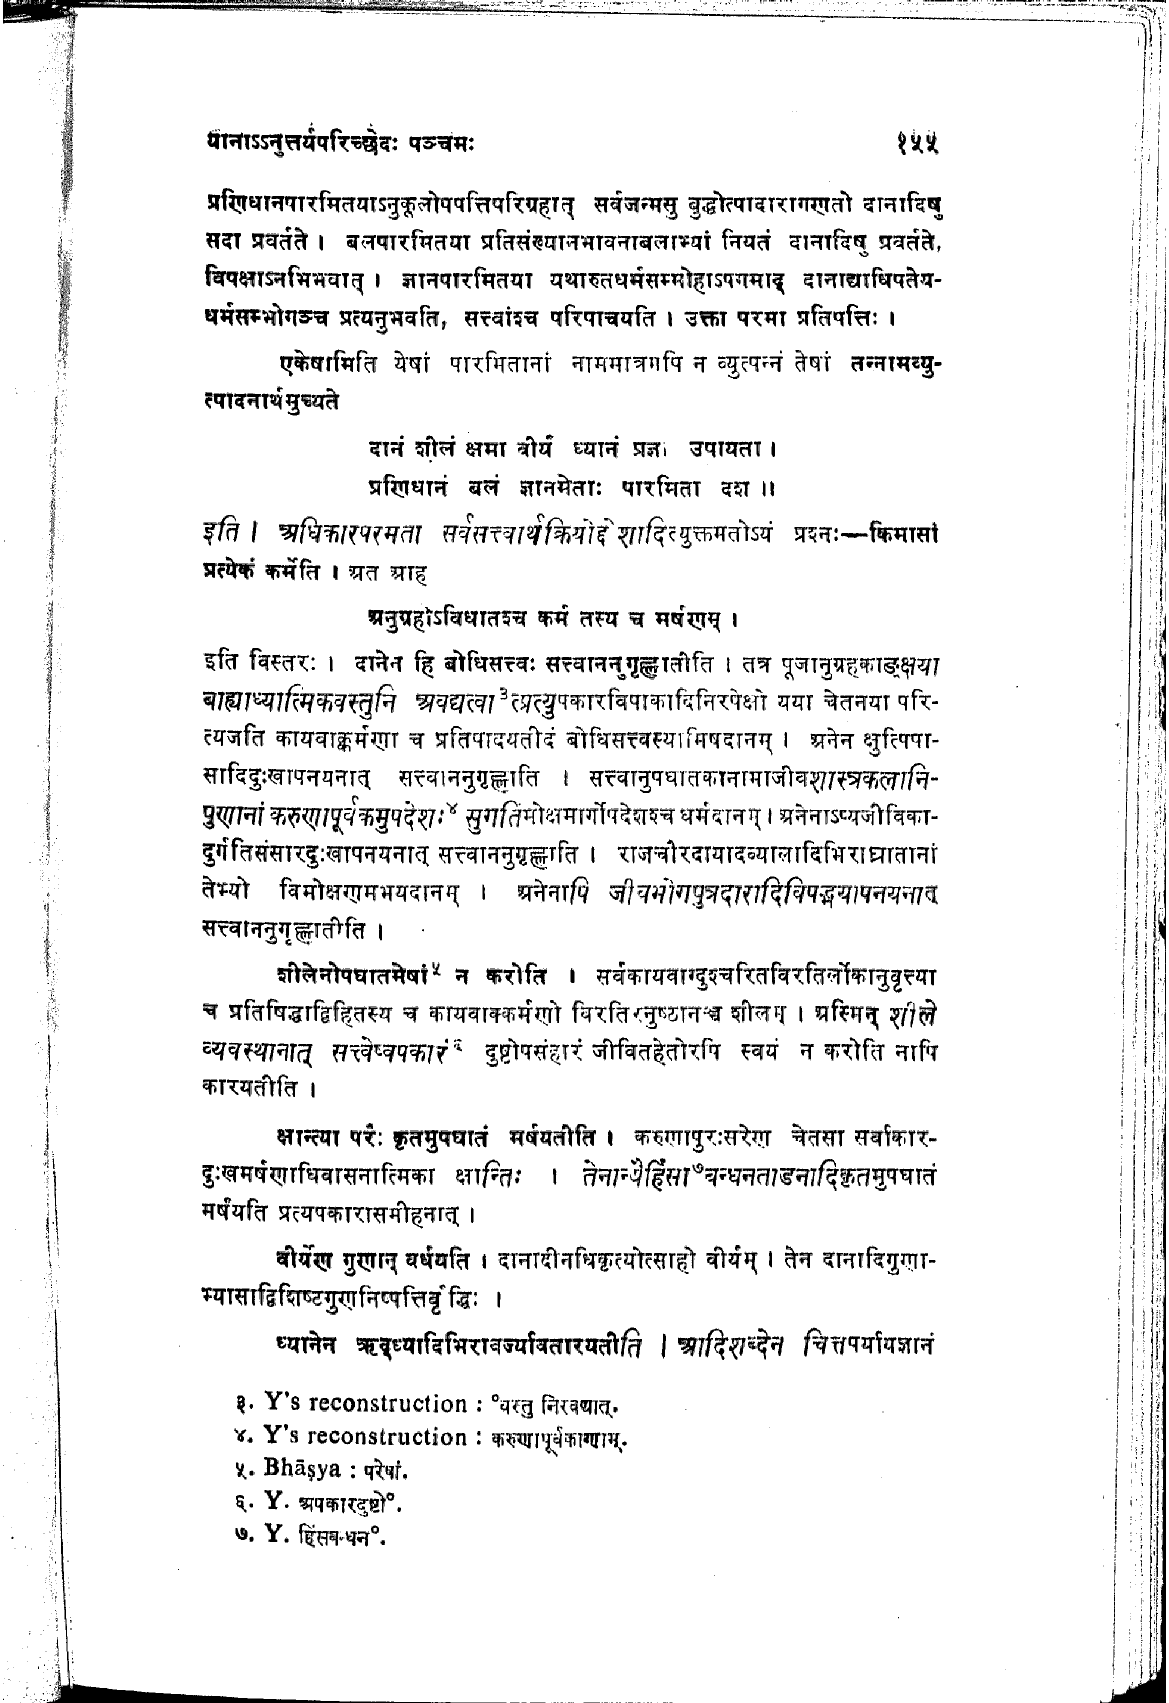 यानाऽऽनुत्तर्यपरिच्छेदः पञ्चमः १५५
प्रणिधानपारमितयाऽनुकूलोपपत्तिपरिग्रहात् सर्वजन्मसु बुद्धोत्पादारागणतो दानादिषु
सदा प्रवर्तते । बलपारमितया प्रतिसंख्यानभावनाबलाभ्यां नियतं दानादिषु प्रवर्तते,
विपक्षाऽनभिभवात् । ज्ञानपारमितया यथारुतधर्मसम्मोहाऽपगमाद् दानाद्याधिपतेय-
धर्मसम्भोगञ्च प्रत्यनुभवति, सत्त्वांश्च परिपाचयति । उक्ता परमा प्रतिपत्तिः ।
एकेषामिति येषां पारमितानां नाममात्रमपि न व्युत्पन्नं तेषां तन्नामव्यु-
त्पादनार्थमुच्यते
दानं शीलं क्षमा वीर्यं ध्यानं प्रज्ञा उपायता ।
प्रणिधानं बलं ज्ञानमेताः पारमिता दश ॥
इति । अधिकारपरमता सर्वसत्त्वार्थक्रियोद्देशादित्युक्तमतोऽयं प्रश्नः—किमासां
प्रत्येकं कर्मेति । अत आह
अनुग्रहोऽविधातश्च कर्म तस्य च मर्षणम् ।
इति विस्तरः । दानेन हि बोधिसत्त्वः सत्त्वाननुगृह्णातीति । तत्र पूजानुग्रहकाङ्क्षया
बाह्याध्यात्मिकवस्तुनि अवद्यत्वा³त्प्रत्युपकारविपाकादिनिरपेक्षो यया चेतनया परि-
त्यजति कायवाक्कर्मणा च प्रतिपादयतीदं बोधिसत्त्वस्यामिषदानम् । अनेन क्षुत्पिपा-
सादिदुःखापनयनात् सत्त्वाननुगृह्णाति । सत्त्वानुपघातकानामाजीवशास्त्रकलानि-
पुणानां करुणापूर्वकमुपदेशः⁴ सुगतिमोक्षमार्गोपदेशश्च धर्मदानम् । अनेनाऽप्यजीविका-
दुर्गतिसंसारदुःखापनयनात् सत्त्वाननुगृह्णाति । राजचौरदायादव्यालादिभिराघ्रातानां
तेभ्यो विमोक्षणमभयदानम् । अनेनापि जीवभोगपुत्रदारादिविपद्भयापनयनात्
सत्त्वाननुगृह्णातीति ।
शीलेनोपघातमेषां⁵ न करोति । सर्वकायवाग्दुश्चरितविरतिर्लोकानुवृत्त्या
च प्रतिषिद्धाद्विहितस्य च कायवाक्कर्मणो विरतिरनुष्ठानञ्च शीलम् । अस्मिन् शीले
व्यवस्थानात् सत्त्वेष्वपकारं⁶ दुष्टोपसंहारं जीवितहेतोरपि स्वयं न करोति नापि
कारयतीति ।
क्षान्त्या परैः कृतमुपघातं मर्षयतीति । करुणापुरःसरेण चेतसा सर्वाकार-
दुःखमर्षणाधिवासनात्मिका क्षान्तिः । तेनान्यैर्हिंसा⁷बन्धनताडनादिकृतमुपघातं
मर्षयति प्रत्यपकारासमीहनात् ।
वीर्येण गुणान् वर्धयति । दानादीनधिकृत्योत्साहो वीर्यम् । तेन दानादिगुणा-
भ्यासाद्विशिष्टगुणनिष्पत्तिर्वृद्धिः ।
ध्यानेन ऋद्ध्यादिभिरावर्ज्यावतारयतीति । आदिशब्देन चित्तपर्यायज्ञानं
३. Y's reconstruction : °वस्तु निरवद्यात्.
४. Y's reconstruction : करुणापूर्वकाणाम्.
५. Bhāṣya : परेषां.
६. Y. अपकारदुष्टो°.
७. Y. हिंसबन्धन°.